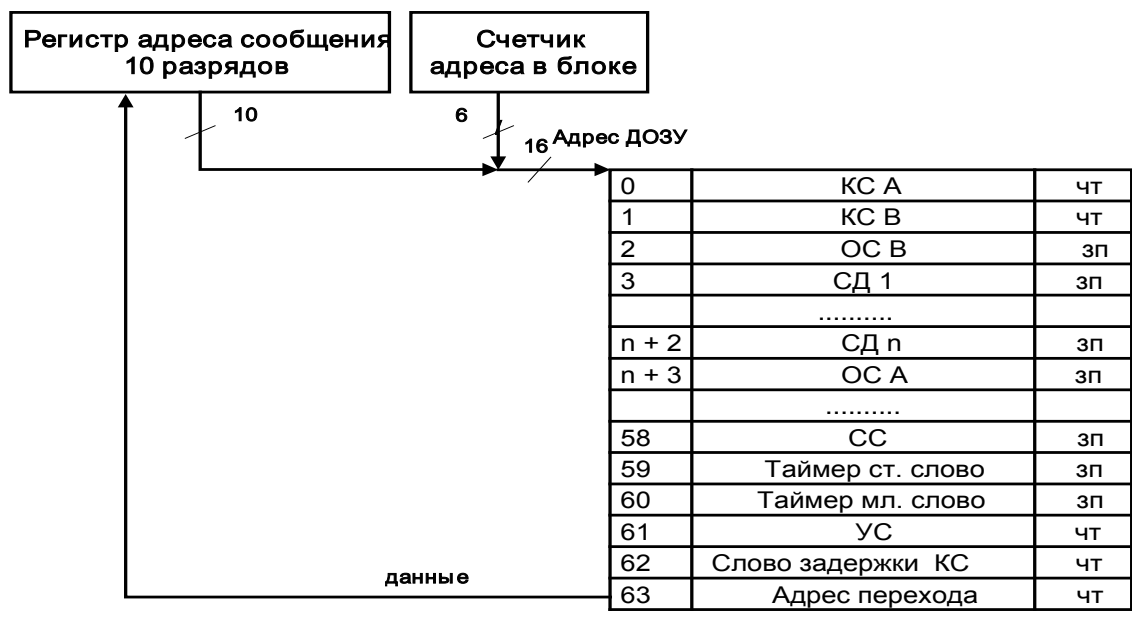 Регистр адреса сообщения
10 разрядов
Счетчик
адреса в блоке
10
6
16
Адрес ДОЗУ
0 КС А чт
1 КС В чт
2 ОС В зп
3 СД 1 зп
..........
n + 2 СД n зп
n + 3 ОС А зп
..........
58 СС зп
59 Таймер ст. слово зп
60 Таймер мл. слово зп
61 УС чт
62 Слово задержки КС чт
данные
63 Адрес перехода чт